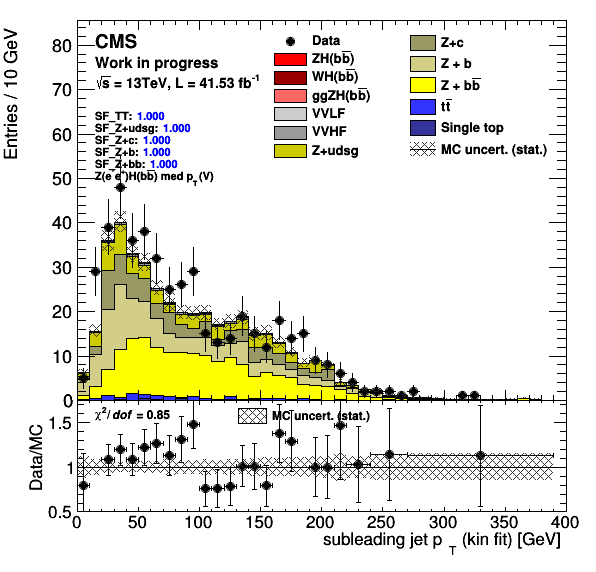 CMS
Work in progress
√s = 13TeV, L = 41.53 fb⁻¹
SF_TT: 1.000
SF_Z+udsg: 1.000
SF_Z+c: 1.000
SF_Z+b: 1.000
SF_Z+bb: 1.000
Z(e⁻e⁺)H(bb̅) med p_T(V)
Data
ZH(bb̅)
WH(bb̅)
ggZH(bb̅)
VVLF
VVHF
Z+udsg
Z+c
Z + b
Z + bb̅
tt̅
Single top
MC uncert. (stat.)
Entries / 10 GeV
80
70
60
50
40
30
20
10
0
χ²/dof = 0.85
MC uncert. (stat.)
Data/MC
1.5
1
0.5
0 50 100 150 200 250 300 350 400
subleading jet p_T (kin fit) [GeV]